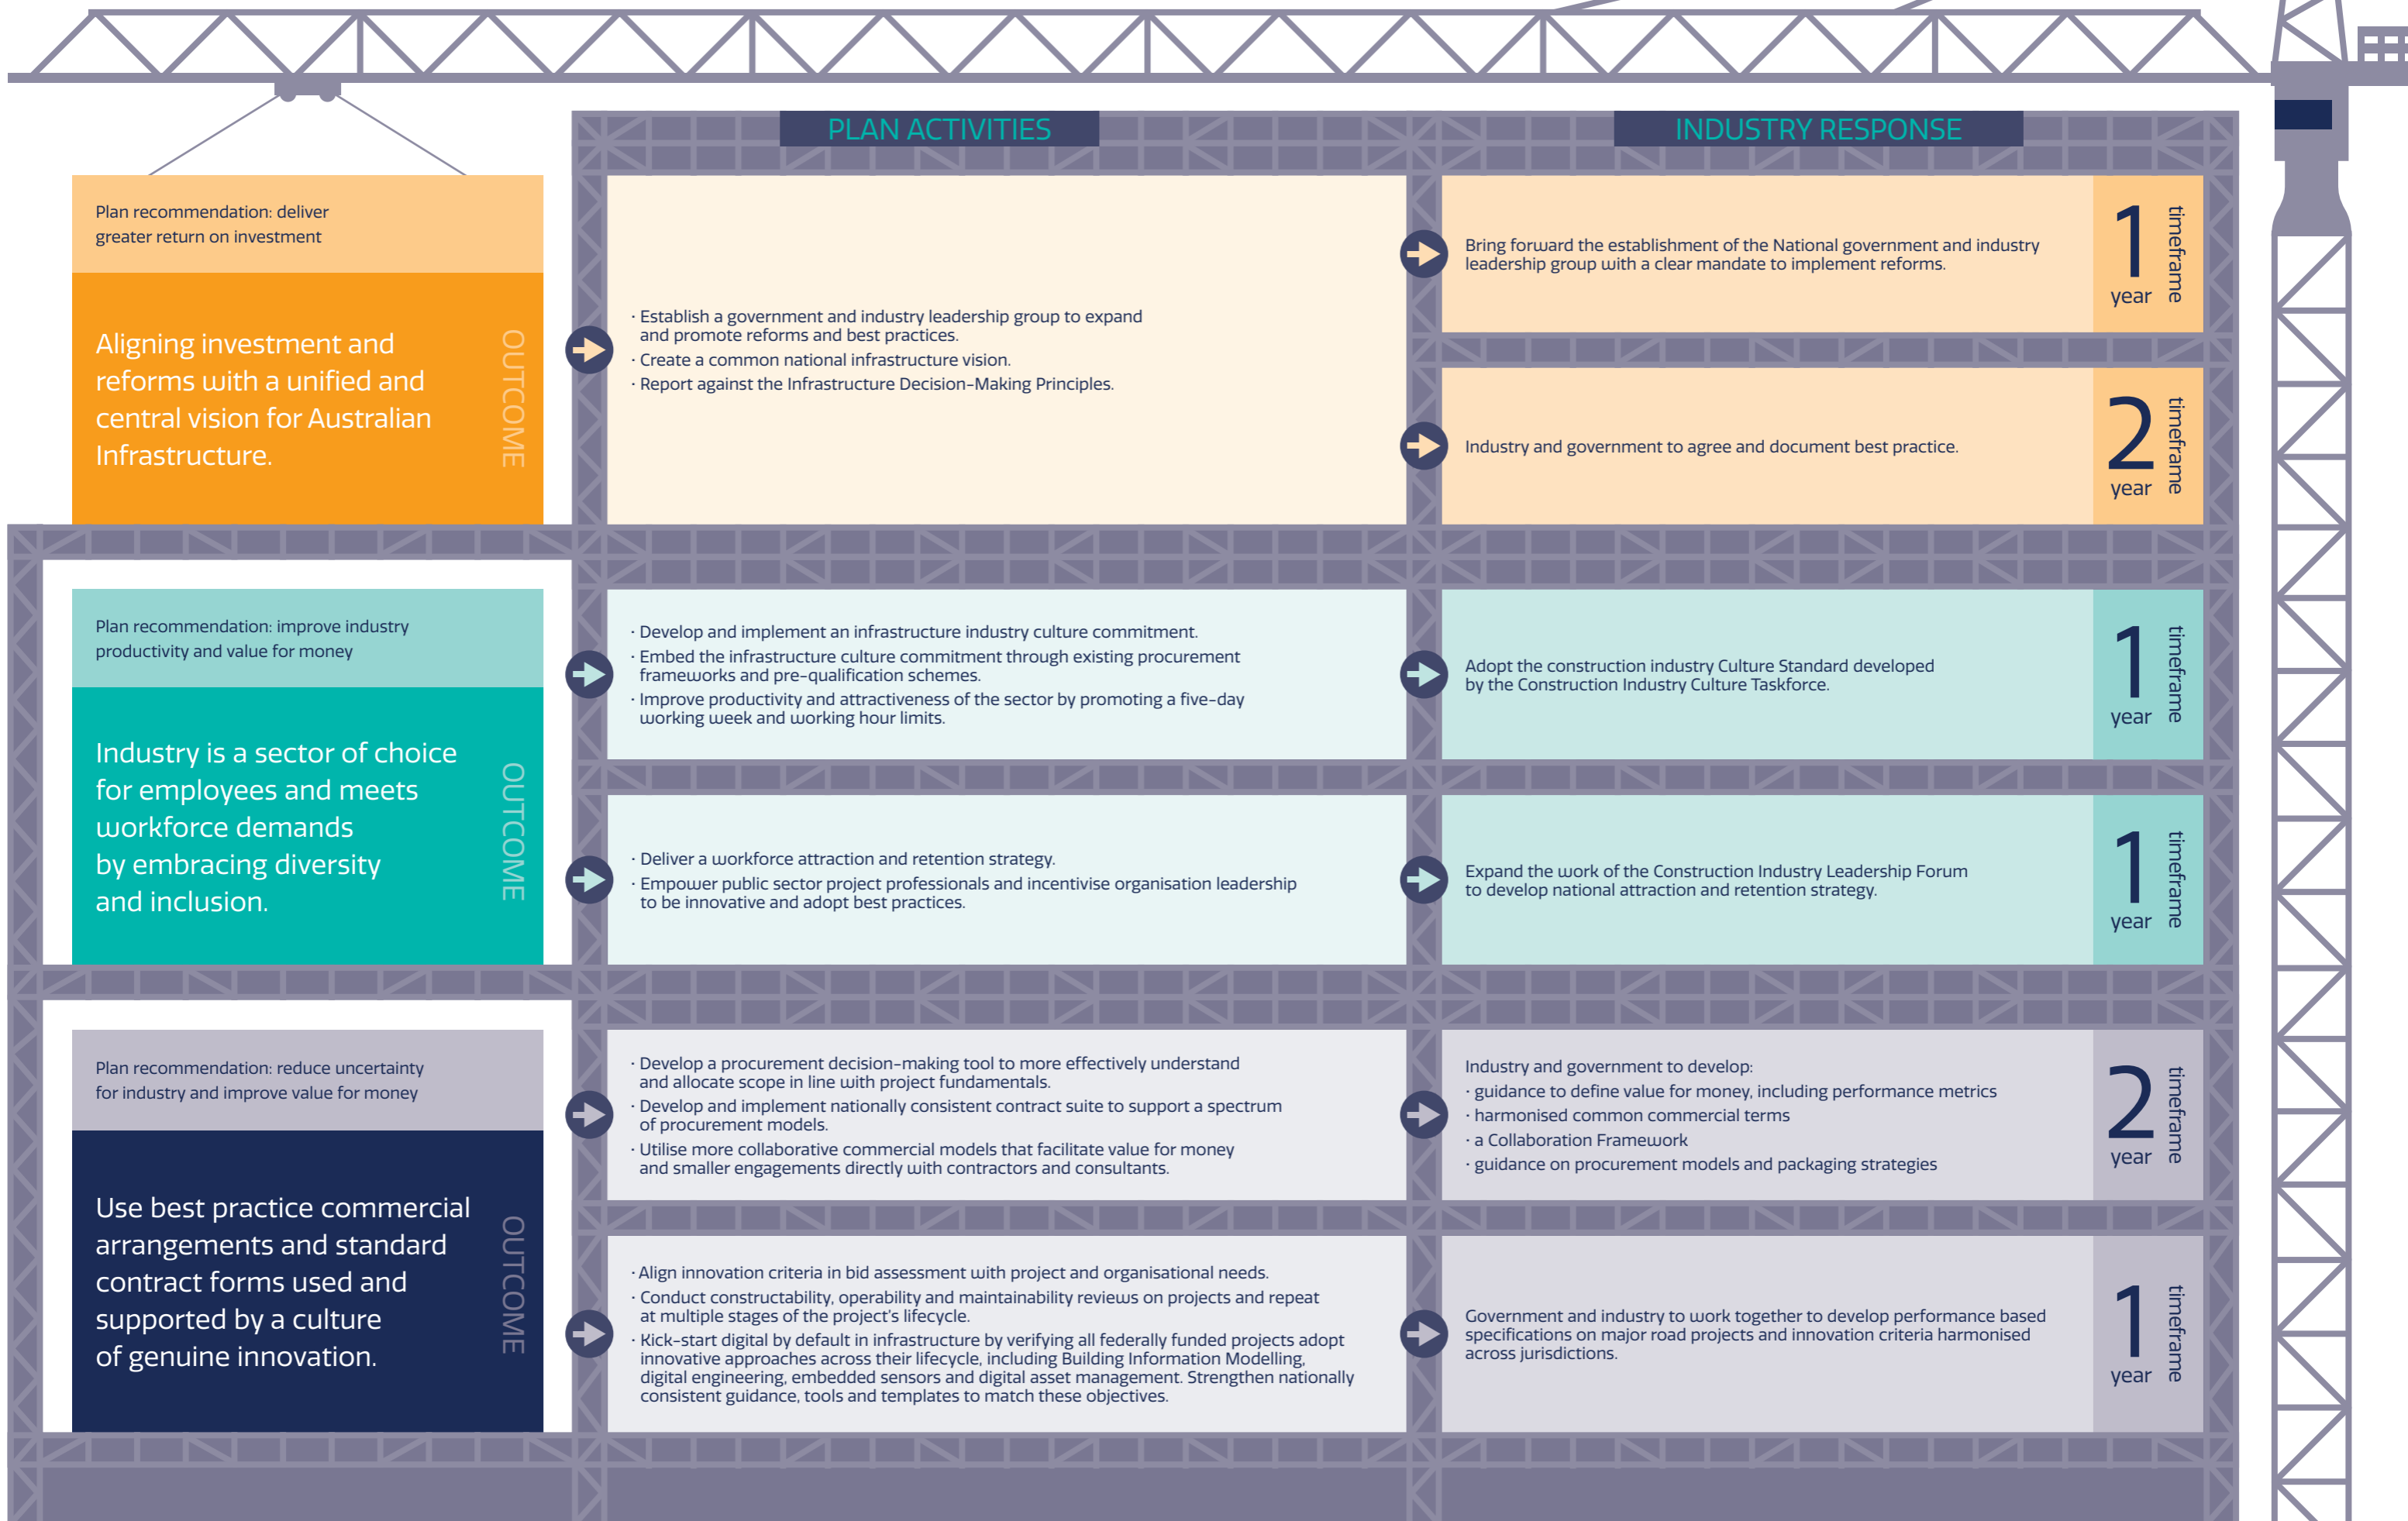 PLAN ACTIVITIES
INDUSTRY RESPONSE
Plan recommendation: deliver
greater return on investment
Aligning investment and
reforms with a unified and
central vision for Australian
Infrastructure.
OUTCOME
· Establish a government and industry leadership group to expand
and promote reforms and best practices.
· Create a common national infrastructure vision.
· Report against the Infrastructure Decision-Making Principles.
Bring forward the establishment of the National government and industry
leadership group with a clear mandate to implement reforms.
1
year
timeframe
Industry and government to agree and document best practice.
2
year
timeframe
Plan recommendation: improve industry
productivity and value for money
Industry is a sector of choice
for employees and meets
workforce demands
by embracing diversity
and inclusion.
OUTCOME
· Develop and implement an infrastructure industry culture commitment.
· Embed the infrastructure culture commitment through existing procurement
frameworks and pre-qualification schemes.
· Improve productivity and attractiveness of the sector by promoting a five-day
working week and working hour limits.
Adopt the construction industry Culture Standard developed
by the Construction Industry Culture Taskforce.
1
year
timeframe
· Deliver a workforce attraction and retention strategy.
· Empower public sector project professionals and incentivise organisation leadership
to be innovative and adopt best practices.
Expand the work of the Construction Industry Leadership Forum
to develop national attraction and retention strategy.
1
year
timeframe
Plan recommendation: reduce uncertainty
for industry and improve value for money
Use best practice commercial
arrangements and standard
contract forms used and
supported by a culture
of genuine innovation.
OUTCOME
· Develop a procurement decision-making tool to more effectively understand
and allocate scope in line with project fundamentals.
· Develop and implement nationally consistent contract suite to support a spectrum
of procurement models.
· Utilise more collaborative commercial models that facilitate value for money
and smaller engagements directly with contractors and consultants.
Industry and government to develop:
· guidance to define value for money, including performance metrics
· harmonised common commercial terms
· a Collaboration Framework
· guidance on procurement models and packaging strategies
2
year
timeframe
· Align innovation criteria in bid assessment with project and organisational needs.
· Conduct constructability, operability and maintainability reviews on projects and repeat
at multiple stages of the project's lifecycle.
· Kick-start digital by default in infrastructure by verifying all federally funded projects adopt
innovative approaches across their lifecycle, including Building Information Modelling,
digital engineering, embedded sensors and digital asset management. Strengthen nationally
consistent guidance, tools and templates to match these objectives.
Government and industry to work together to develop performance based
specifications on major road projects and innovation criteria harmonised
across jurisdictions.
1
year
timeframe